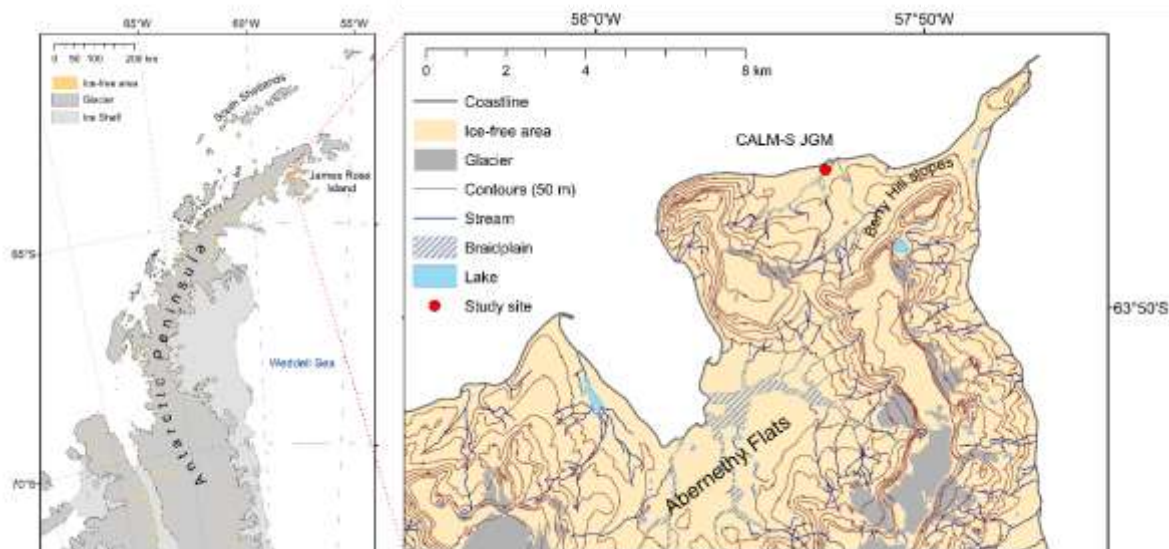 65°W
60°W
55°W
0 50 100 200 km
Ice-free area
Glacier
Ice Shelf
South Shetlands
James Ross
Island
65°S
Antarctic Peninsula
Weddell Sea
70°S
58°0'W
57°50'W
0 2 4 8 km
Coastline
Ice-free area
Glacier
Contours (50 m)
Stream
Braidplain
Lake
Study site
CALM-S JGM
Berry Hill slopes
63°50'S
Abernethy Flats